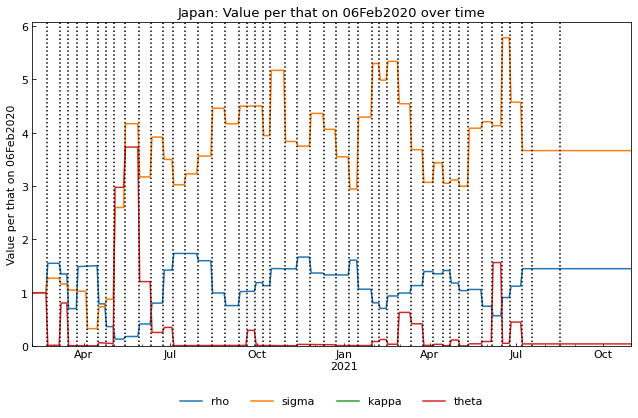 Japan: Value per that on 06Feb2020 over time
Value per that on 06Feb2020
6
5
4
3
2
1
0
Apr Jul Oct Jan Apr Jul Oct
2021
rho sigma kappa theta